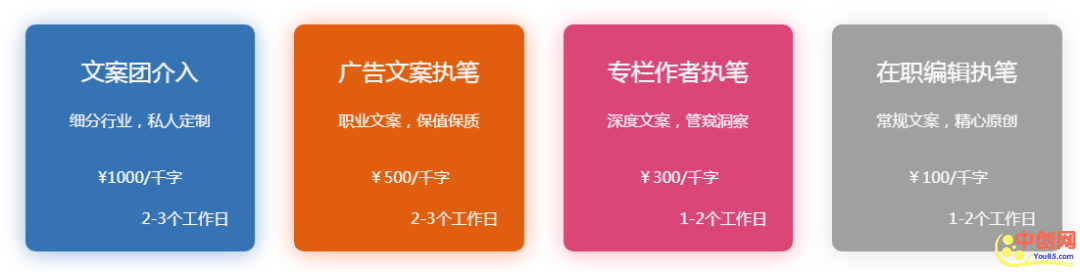 文案团介入
细分行业，私人定制
¥1000/千字
2-3个工作日
广告文案执笔
职业文案，保值保质
￥500/千字
2-3个工作日
专栏作者执笔
深度文案，管窥洞察
￥300/千字
1-2个工作日
在职编辑执笔
常规文案，精心原创
￥100/千字
1-2个工作日
中创网
You85.com